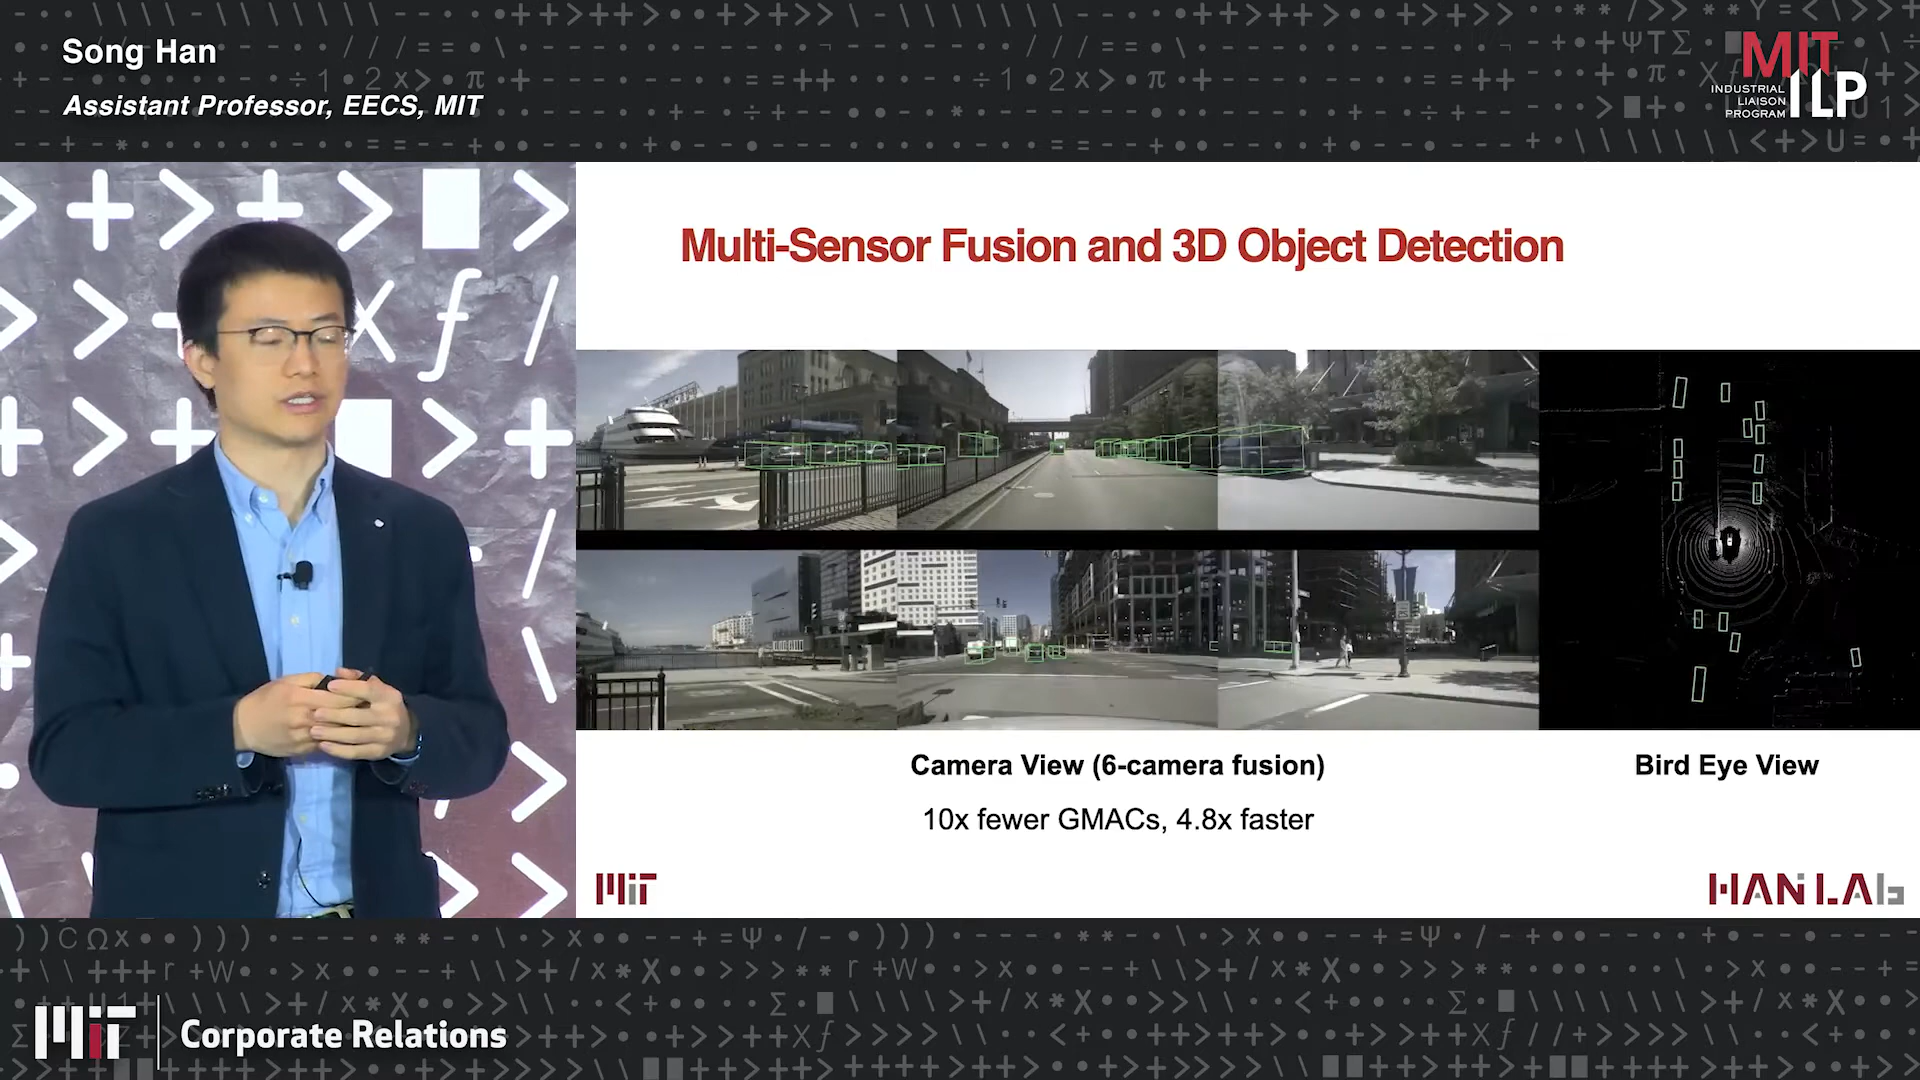 Song Han
Assistant Professor, EECS, MIT
MIT
INDUSTRIAL
LIAISON
PROGRAM
ILP
Multi-Sensor Fusion and 3D Object Detection
Camera View (6-camera fusion)
Bird Eye View
10x fewer GMACs, 4.8x faster
MIT
HAN LAb
MIT
Corporate Relations